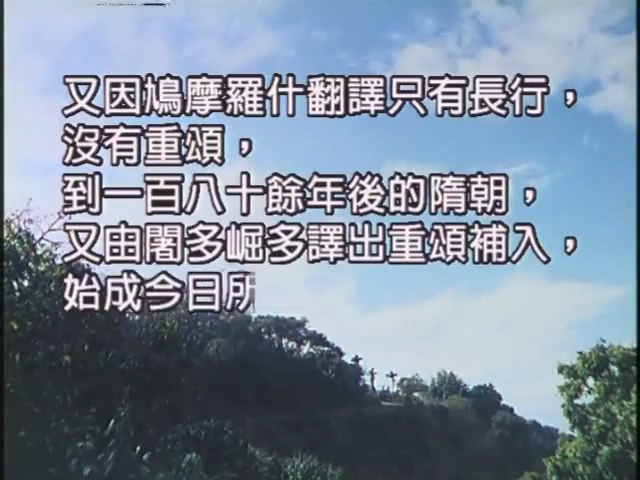 又因鳩摩羅什翻譯只有長行，
沒有重頌，
到一百八十餘年後的隋朝，
又由闍多崛多譯出重頌補入，
始成今日所